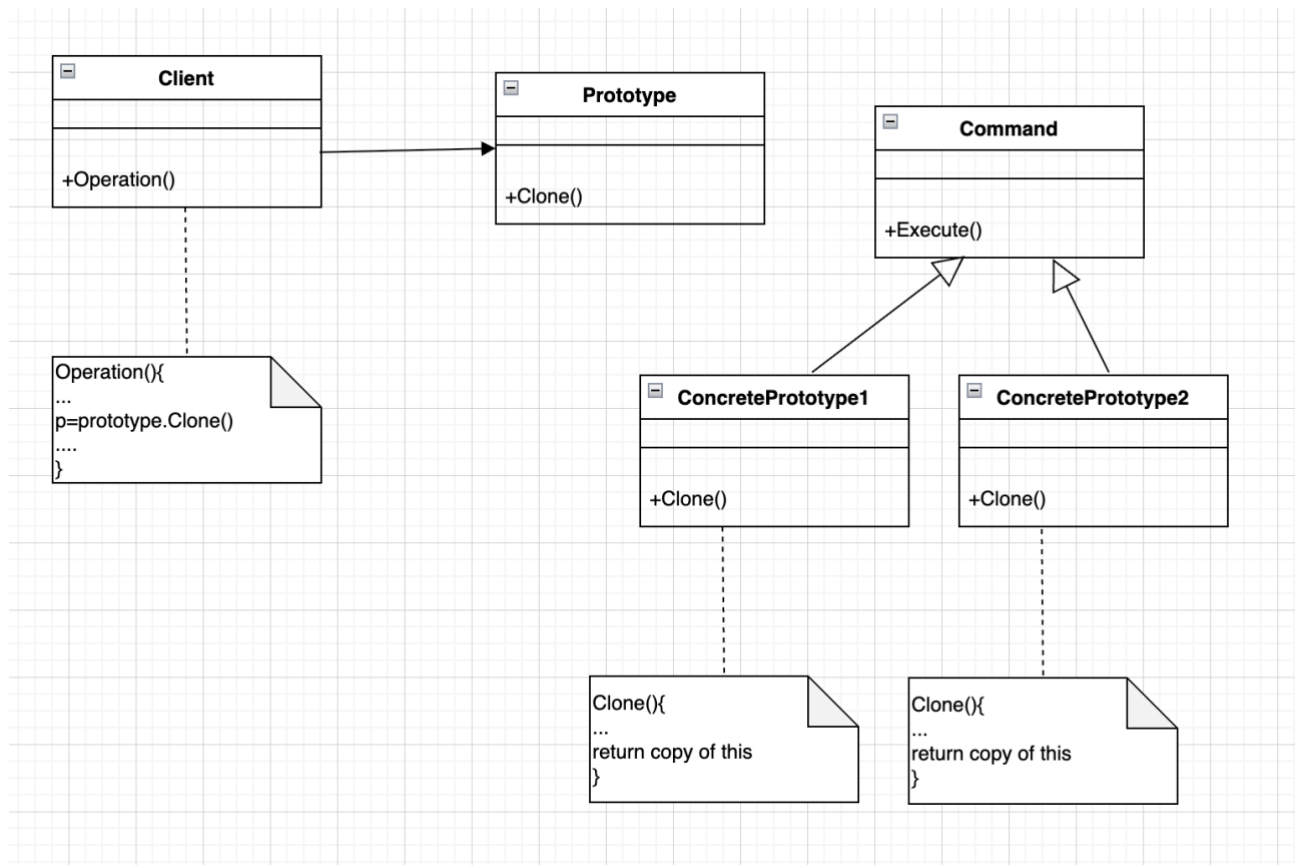 Client
+Operation()
Prototype
+Clone()
Command
+Execute()
Operation(){
...
p=prototype.Clone()
....
}
ConcretePrototype1
+Clone()
ConcretePrototype2
+Clone()
Clone(){
...
return copy of this
}
Clone(){
...
return copy of this
}